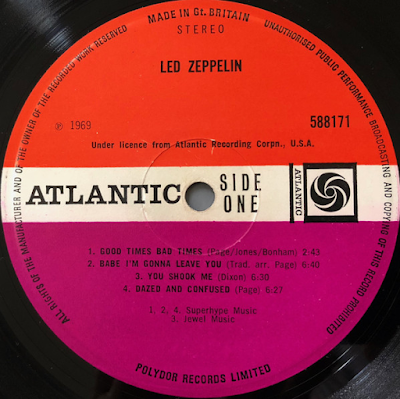 MADE IN Gt. BRITAIN
STEREO
LED ZEPPELIN
℗ 1969
588171
Under licence from Atlantic Recording Corpn., U.S.A.
ATLANTIC
SIDE
ONE
ATLANTIC
1. GOOD TIMES BAD TIMES (Page/Jones/Bonham) 2:43
2. BABE I'M GONNA LEAVE YOU (Trad. arr. Page) 6:40
3. YOU SHOOK ME (Dixon) 6:30
4. DAZED AND CONFUSED (Page) 6:27
1, 2, 4. Superhyou Music
3. Jewel Music
POLYDOR RECORDS LIMITED
ALL RIGHTS OF THE MANUFACTURER AND OF THE OWNER OF THE RECORDED WORK RESERVED
UNAUTHORISED PUBLIC PERFORMANCE BROADCASTING AND COPYING OF THIS RECORD PROHIBITED